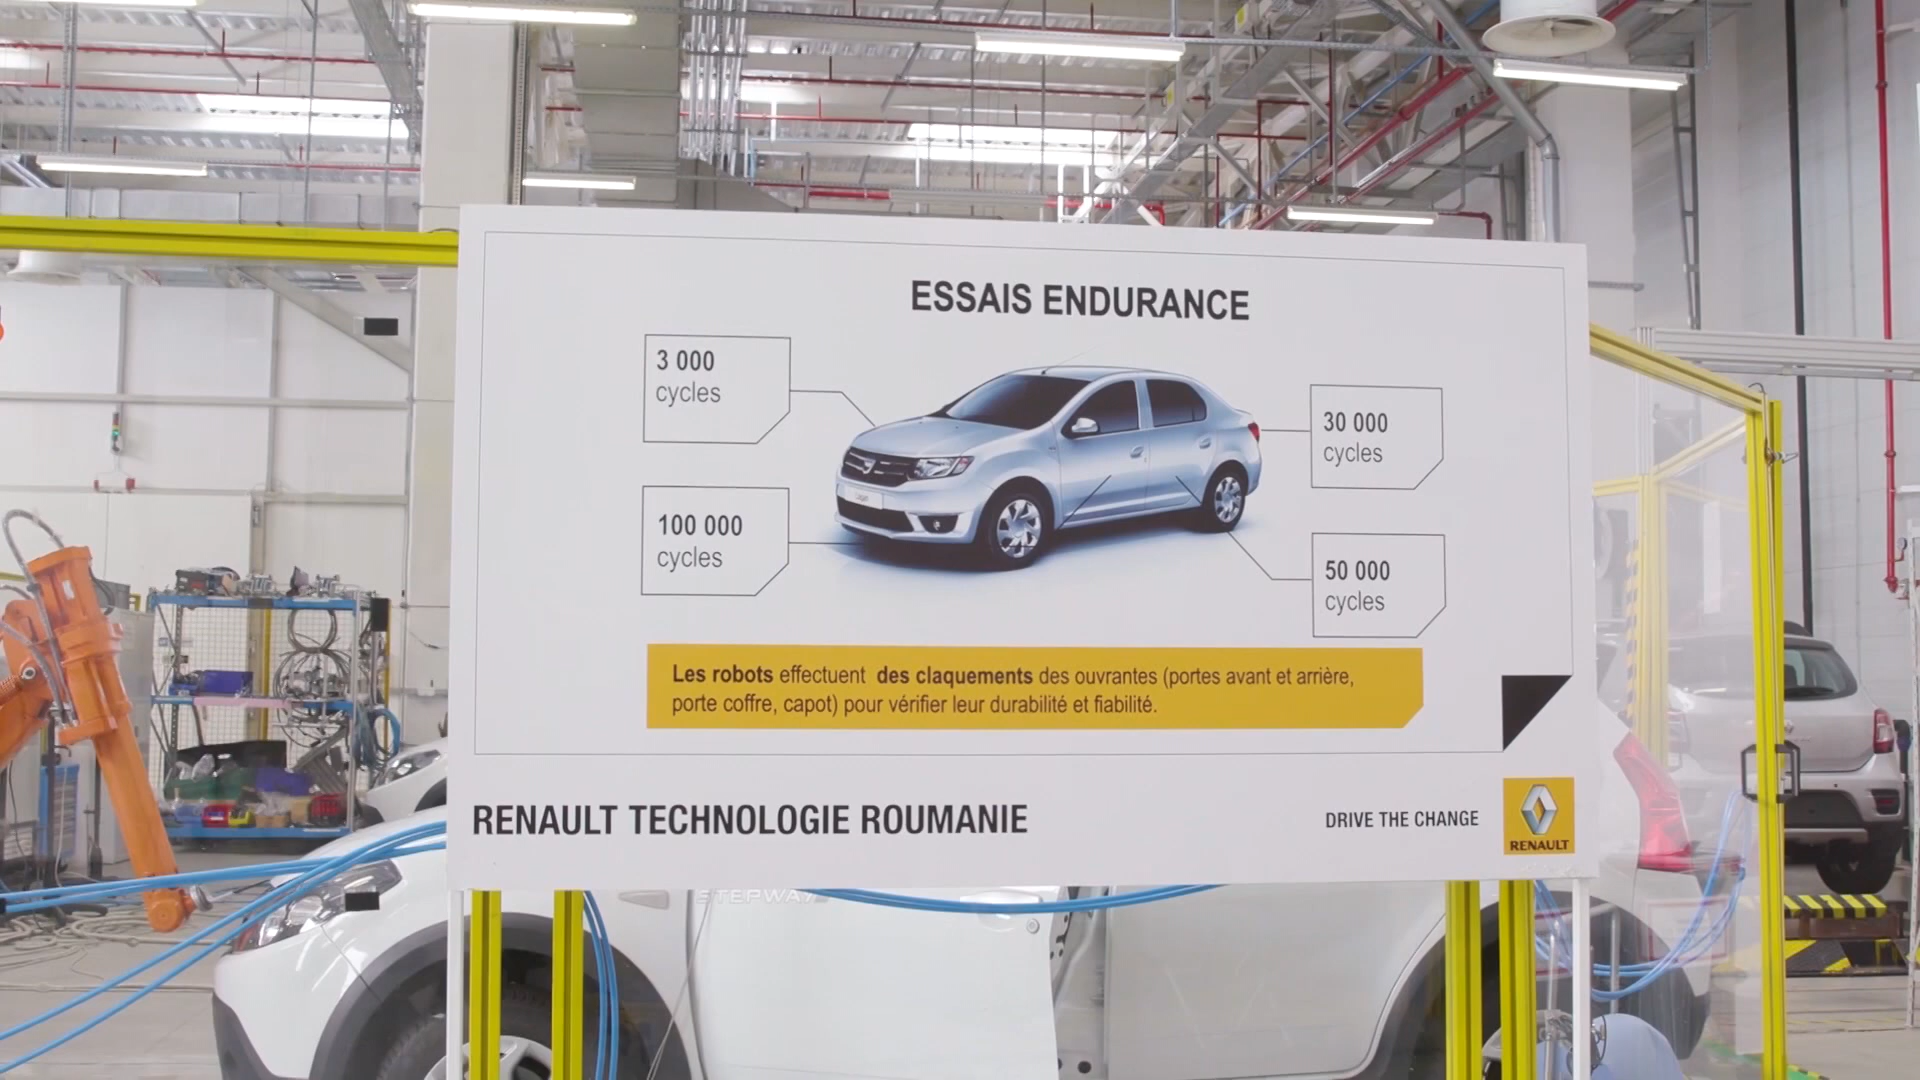 ESSAIS ENDURANCE
3 000
cycles
30 000
cycles
100 000
cycles
50 000
cycles
Les robots effectuent des claquements des ouvrantes (portes avant et arrière,
porte coffre, capot) pour vérifier leur durabilité et fiabilité.
RENAULT TECHNOLOGIE ROUMANIE
DRIVE THE CHANGE
RENAULT
STEPWAY